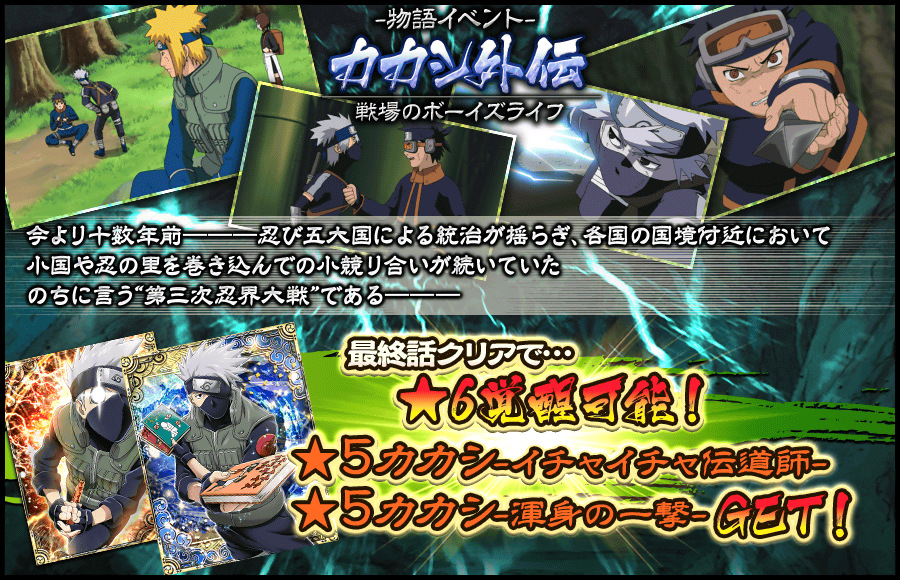 -物語イベント-
カカシ外伝
戦場のボーイズライフ
今より十数年前―――忍び五大国による統治が揺らぎ、各国の国境付近において
小国や忍の里を巻き込んでの小競り合いが続いていた
のちに言う“第三次忍界大戦”である―――
最終話クリアで…
★6覚醒可能！
★5カカシ-イチャイチャ伝道師-
★5カカシ-渾身の一撃- GET！